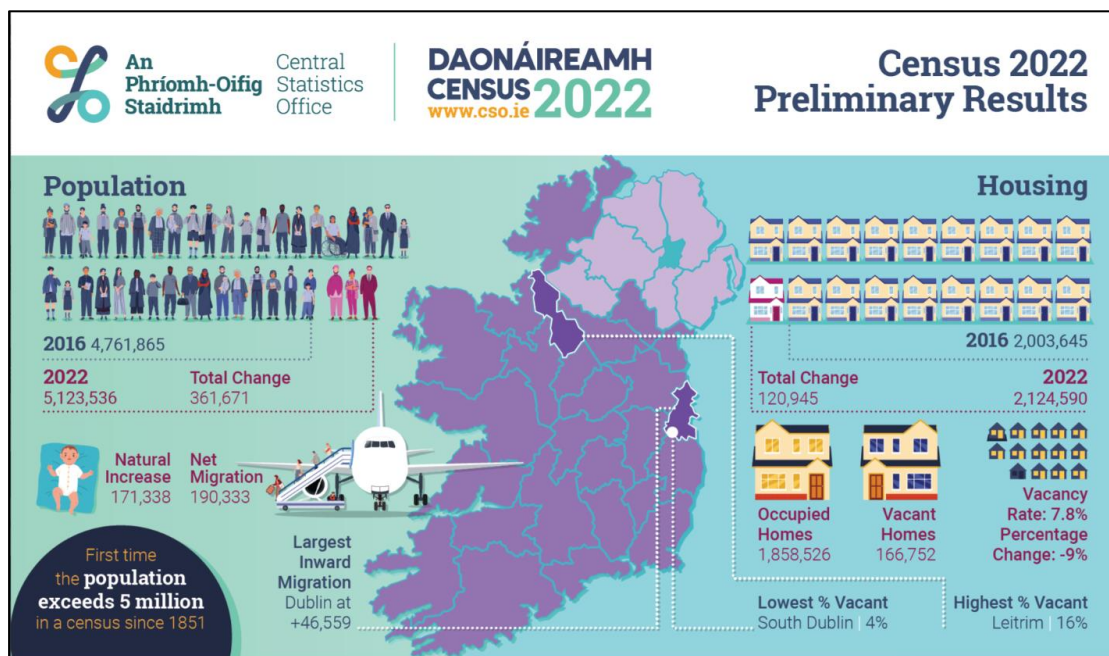 An
Phríomh-Oifig
Staidrimh
Central
Statistics
Office
DAONÁIREAMH
CENSUS 2022
www.cso.ie
Census 2022
Preliminary Results
Population
2016 4,761,865
2022
5,123,536
Total Change
361,671
Natural
Increase
171,338
Net
Migration
190,333
First time
the population
exceeds 5 million
in a census since 1851
Largest
Inward
Migration
Dublin at
+46,559
Housing
2016 2,003,645
Total Change
120,945
2022
2,124,590
Occupied
Homes
1,858,526
Vacant
Homes
166,752
Vacancy
Rate: 7.8%
Percentage
Change: -9%
Lowest % Vacant
South Dublin | 4%
Highest % Vacant
Leitrim | 16%